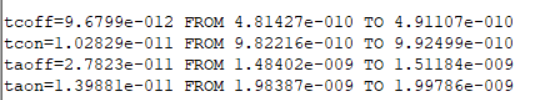 tcoff=9.6799e-012 FROM 4.81427e-010 TO 4.91107e-010
tcon=1.02829e-011 FROM 9.82216e-010 TO 9.92499e-010
taoff=2.7823e-011 FROM 1.48402e-009 TO 1.51184e-009
taon=1.39881e-011 FROM 1.98387e-009 TO 1.99786e-009